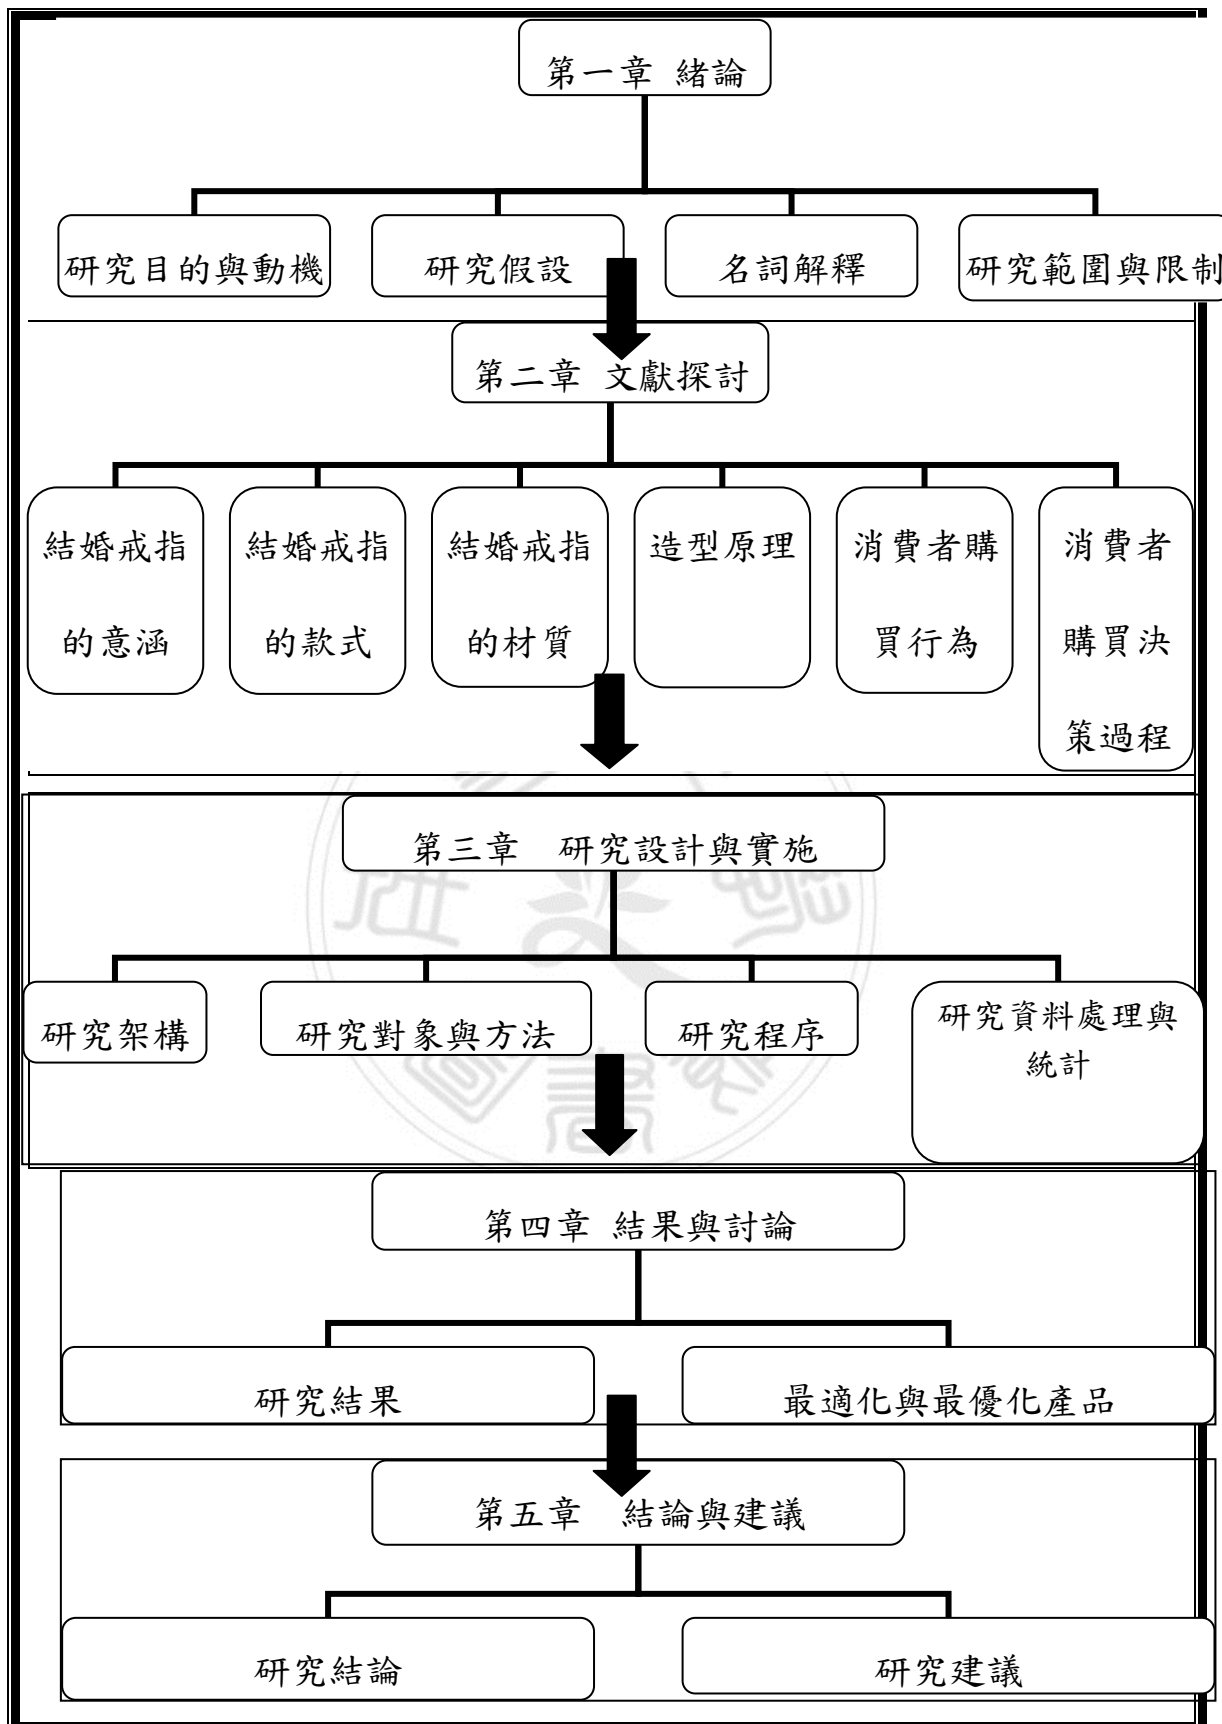 第一章 緒論
研究目的與動機
研究假設
名詞解釋
研究範圍與限制
第二章 文獻探討
結婚戒指
的意涵
結婚戒指
的款式
結婚戒指
的材質
造型原理
消費者購
買行為
消費者
購買決
策過程
第三章 研究設計與實施
研究架構
研究對象與方法
研究程序
研究資料處理與
統計
第四章 結果與討論
研究結果
最適化與最優化產品
第五章 結論與建議
研究結論
研究建議